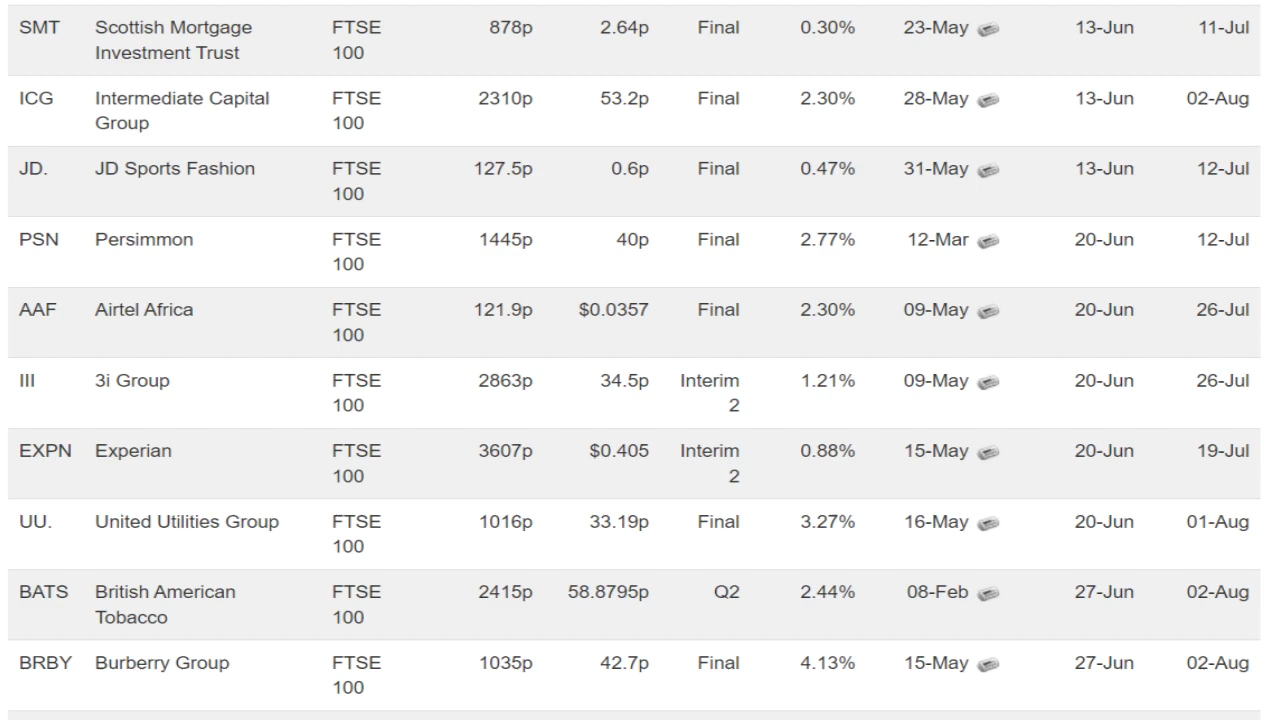 SMT Scottish Mortgage FTSE 878p 2.64p Final 0.30% 23-May 13-Jun 11-Jul
Investment Trust 100
ICG Intermediate Capital FTSE 2310p 53.2p Final 2.30% 28-May 13-Jun 02-Aug
Group 100
JD. JD Sports Fashion FTSE 127.5p 0.6p Final 0.47% 31-May 13-Jun 12-Jul
100
PSN Persimmon FTSE 1445p 40p Final 2.77% 12-Mar 20-Jun 12-Jul
100
AAF Airtel Africa FTSE 121.9p $0.0357 Final 2.30% 09-May 20-Jun 26-Jul
100
III 3i Group FTSE 2863p 34.5p Interim 1.21% 09-May 20-Jun 26-Jul
100 2
EXPN Experian FTSE 3607p $0.405 Interim 0.88% 15-May 20-Jun 19-Jul
100 2
UU. United Utilities Group FTSE 1016p 33.19p Final 3.27% 16-May 20-Jun 01-Aug
100
BATS British American FTSE 2415p 58.8795p Q2 2.44% 08-Feb 27-Jun 02-Aug
Tobacco 100
BRBY Burberry Group FTSE 1035p 42.7p Final 4.13% 15-May 27-Jun 02-Aug
100